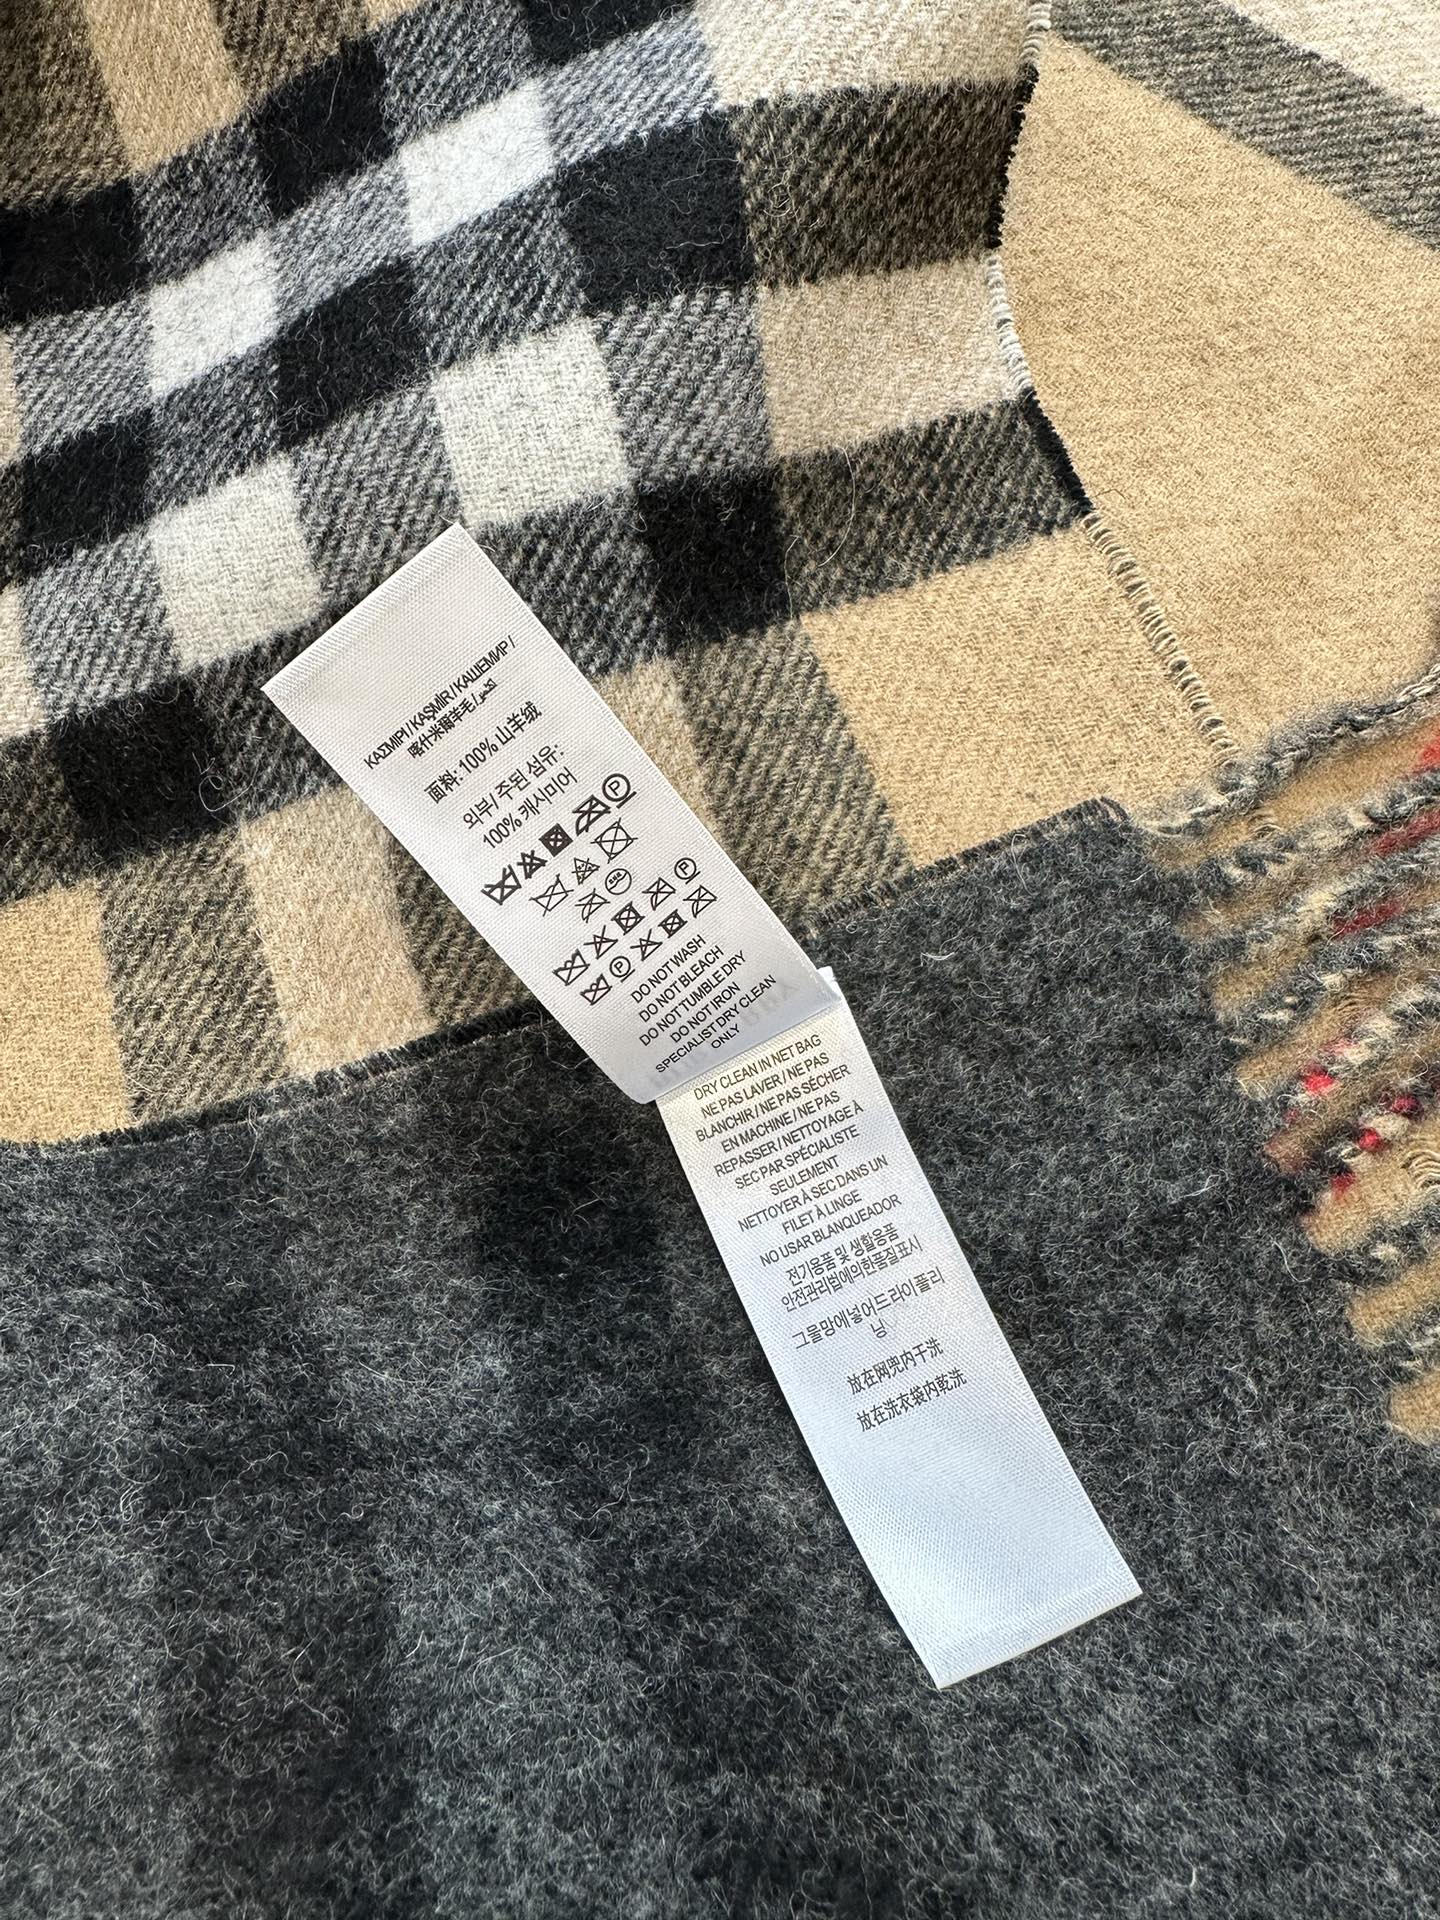 ΚΑΣΜΙΡΙ / KAŞMİR / КАШЕМИР /
喀什米爾羊毛 / كشمير
面料: 100% 山羊绒
외부/ 주된 섬유:
100% 캐시미어
DO NOT WASH
DO NOT BLEACH
DO NOT TUMBLE DRY
DO NOT IRON
SPECIALIST DRY CLEAN
ONLY
DRY CLEAN IN NET BAG
NE PAS LAVER / NE PAS
BLANCHIR / NE PAS SÉCHER
EN MACHINE / NE PAS
REPASSER / NETTOYAGE À
SEC PAR SPÉCIALISTE
SEULEMENT
NETTOYER À SEC DANS UN
FILET À LINGE
NO USAR BLANQUEADOR
전기용품 및 생활용품
안전관리법에의한품질표시
그물망에넣어드라이플리
닝
放在网兜内干洗
放在洗衣袋内乾洗